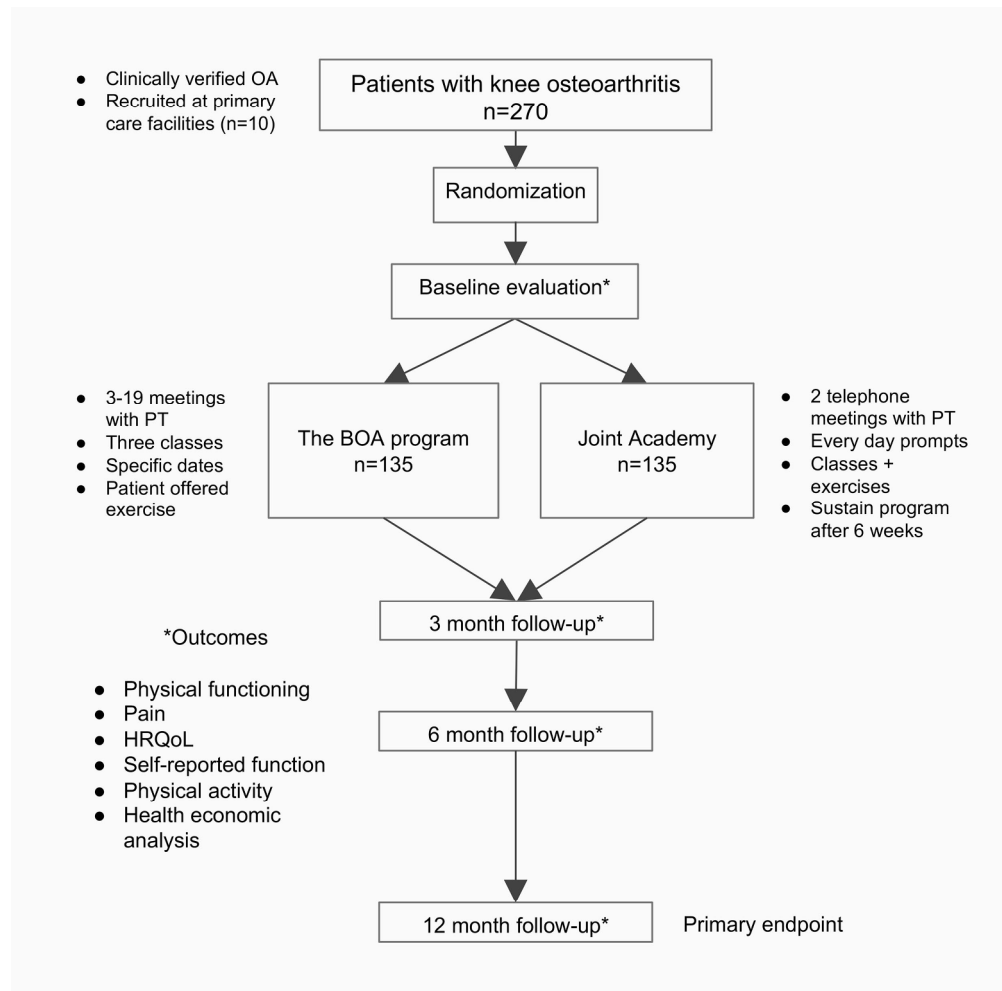 ● Clinically verified OA
● Recruited at primary
care facilities (n=10)
Patients with knee osteoarthritis
n=270
Randomization
Baseline evaluation*
● 3-19 meetings
with PT
● Three classes
● Specific dates
● Patient offered
exercise
The BOA program
n=135
Joint Academy
n=135
● 2 telephone
meetings with PT
● Every day prompts
● Classes +
exercises
● Sustain program
after 6 weeks
3 month follow-up*
*Outcomes
● Physical functioning
● Pain
● HRQoL
● Self-reported function
● Physical activity
● Health economic
analysis
6 month follow-up*
12 month follow-up*
Primary endpoint